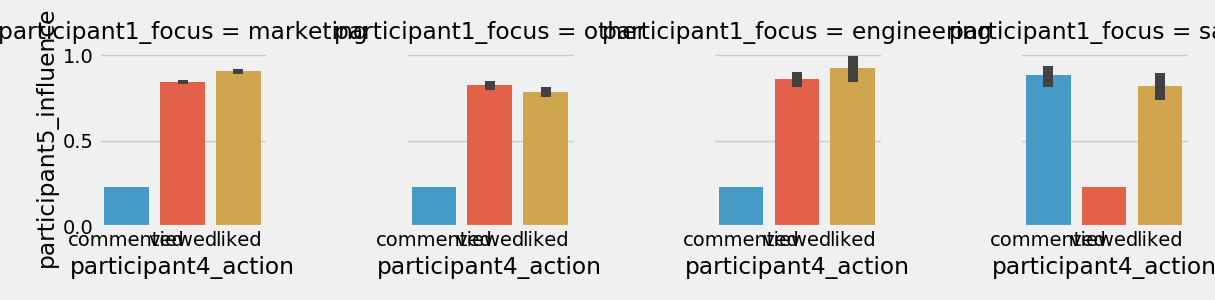 participant1_focus = marketing
participant1_focus = other
participant1_focus = engineering
participant1_focus = sa
participant5_influence
1.0
0.5
0.0
commented viewed liked
commented viewed liked
commented viewed liked
commented viewed liked
participant4_action
participant4_action
participant4_action
participant4_action